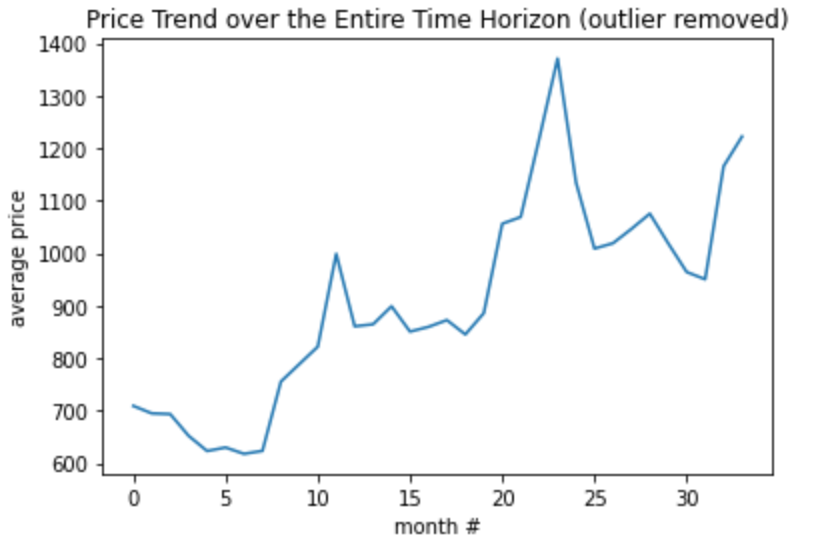 Price Trend over the Entire Time Horizon (outlier removed)
1400
1300
1200
1100
1000
900
800
700
600
average price
0 5 10 15 20 25 30
month #